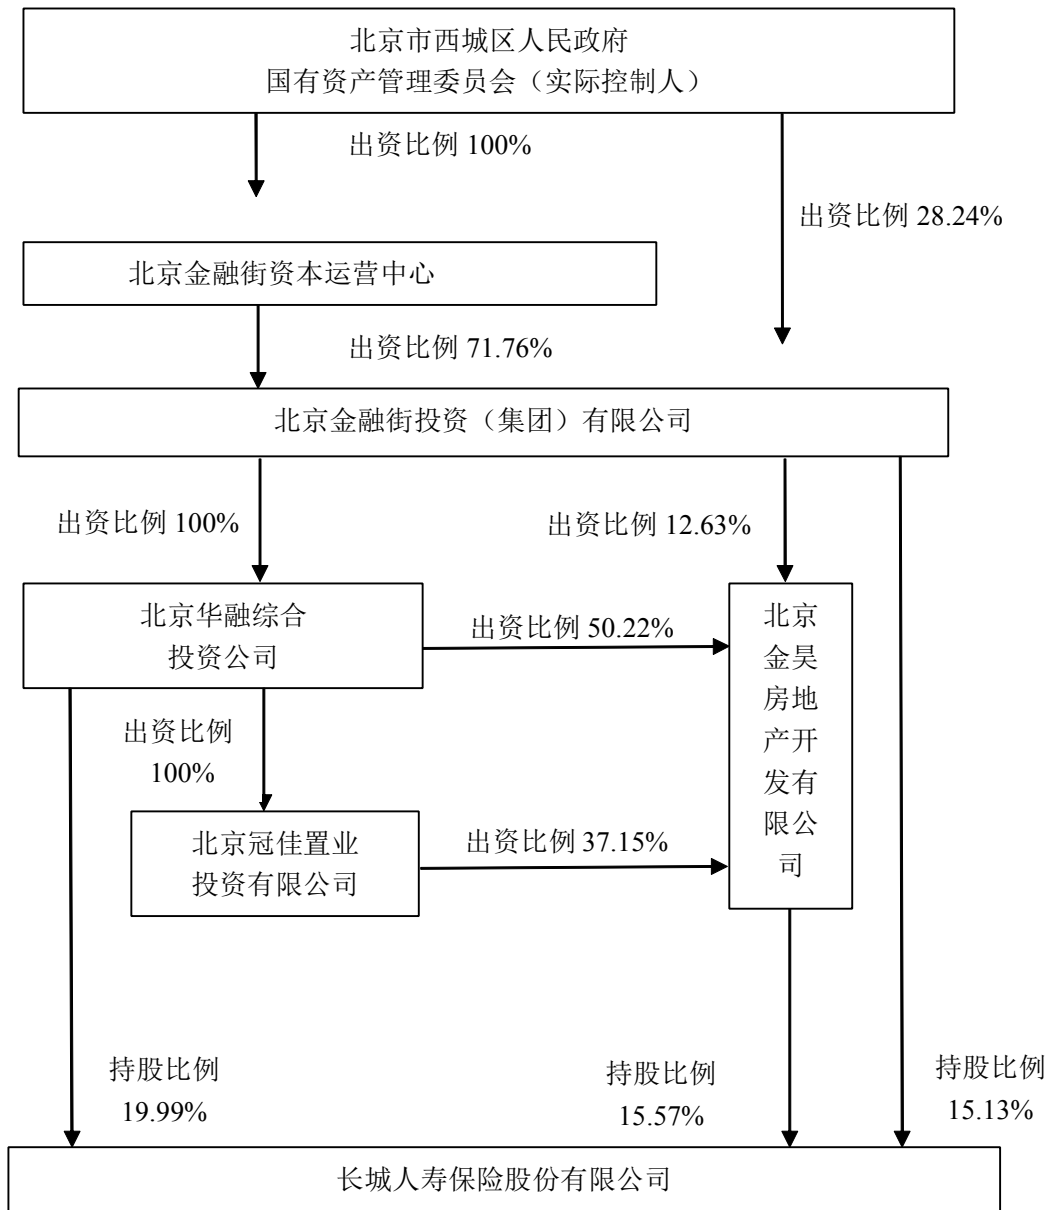 北京市西城区人民政府
国有资产管理委员会（实际控制人）
出资比例 100%
出资比例 28.24%
北京金融街资本运营中心
出资比例 71.76%
北京金融街投资（集团）有限公司
出资比例 100%
出资比例 12.63%
北京华融综合
投资公司
出资比例 50.22%
北京
金昊
房地
产开
发有
限公
司
出资比例
100%
北京冠佳置业
投资有限公司
出资比例 37.15%
持股比例
19.99%
持股比例
15.57%
持股比例
15.13%
长城人寿保险股份有限公司